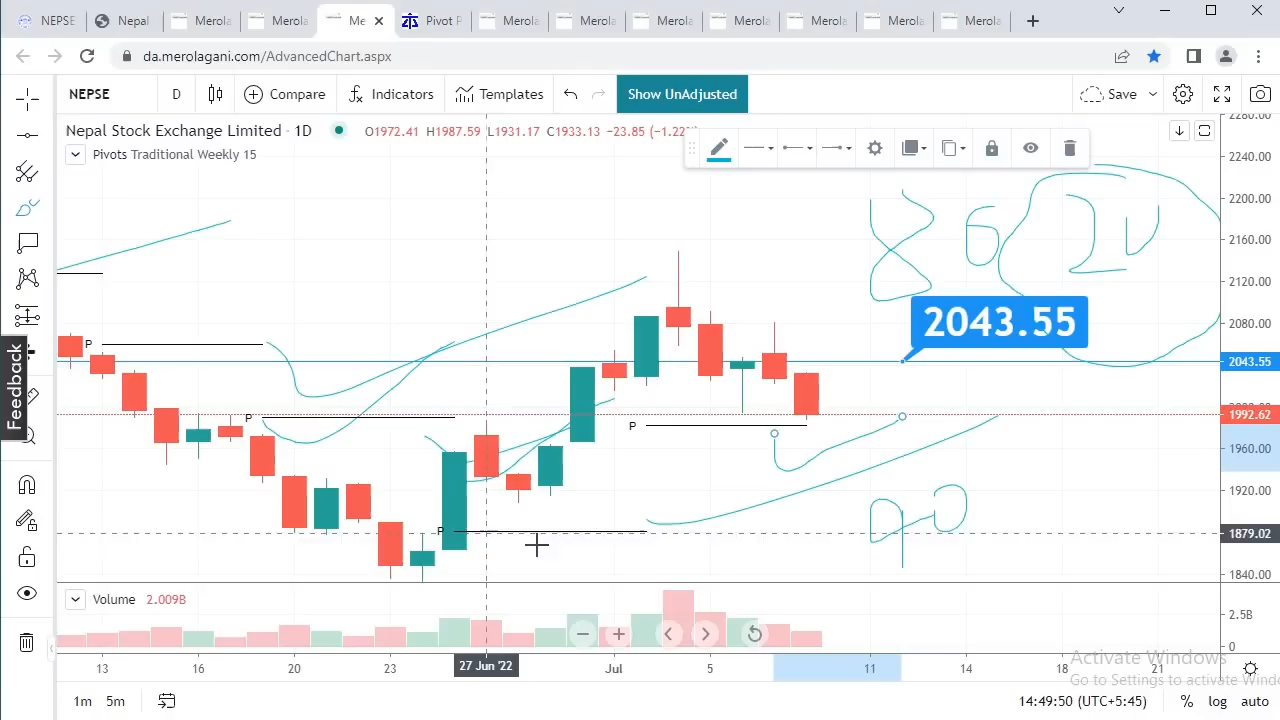 NEPSE Nepal Merola Merola Me Pivot P Merola Merola Merola Merola Merola Merola Merola
da.merolagani.com/AdvancedChart.aspx
NEPSE D Compare Indicators Templates Show UnAdjusted Save
Nepal Stock Exchange Limited · 1D O1972.41 H1987.59 L1931.17 C1933.13 −23.85
Pivots Traditional Weekly 15
2280.00
2240.00
2200.00
2160.00
2120.00
2080.00
2043.55
2043.55
P
1992.62
P
P
1960.00
1920.00
P
1879.02
1840.00
Feedback
Volume 2.009B
2.5B
0
13 16 20 23 27 Jun '22 Jul 5 11 14 18 21
Activate Windows
Go to Settings to activate Wind
1m 5m 14:49:50 (UTC+5:45) % log auto